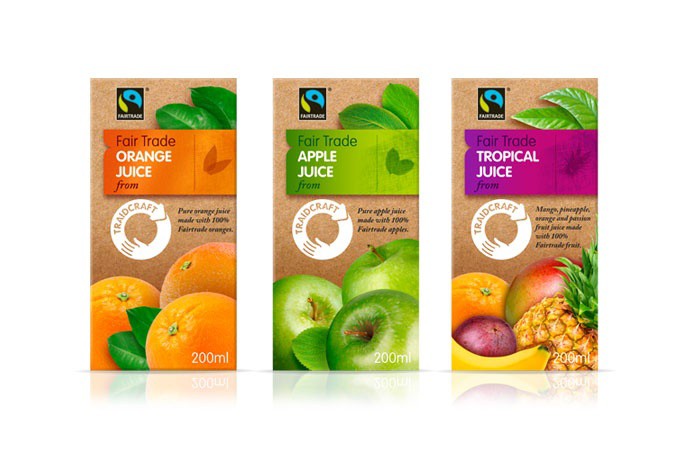 FAIRTRADE
Fair Trade
ORANGE
JUICE
from
TRAIDCRAFT
Pure orange juice
made with 100%
Fairtrade oranges.
200ml
FAIRTRADE
Fair Trade
APPLE
JUICE
from
TRAIDCRAFT
Pure apple juice
made with 100%
Fairtrade apples.
200ml
FAIRTRADE
Fair Trade
TROPICAL
JUICE
from
TRAIDCRAFT
Mango, pineapple,
orange and passion
fruit juice made
with 100%
Fairtrade fruit.
200ml